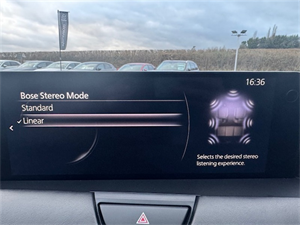 16:36
Bose Stereo Mode
Standard
Linear
Selects the desired stereo
listening experience.